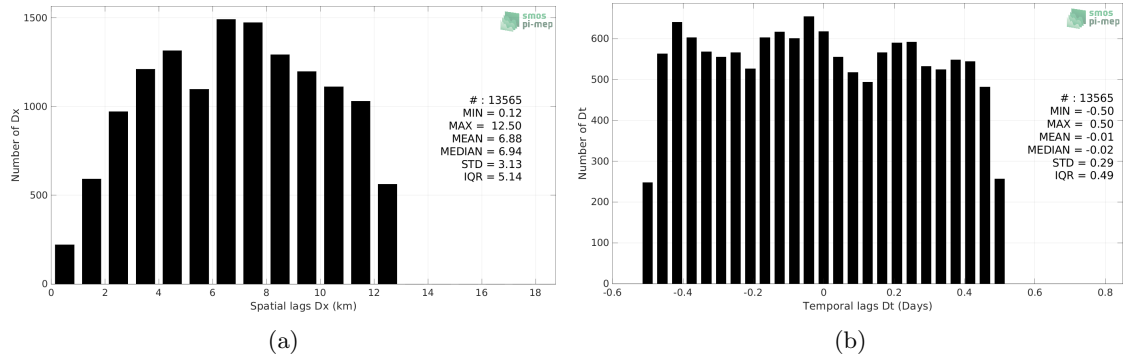 1500
1000
500
0
0
2
4
6
8
10
12
14
16
18
Number of Dx
Spatial lags Dx (km)
smos
pi-mep
# : 13565
MIN = 0.12
MAX = 12.50
MEAN = 6.88
MEDIAN = 6.94
STD = 3.13
IQR = 5.14
(a)
600
500
400
300
200
100
0
-0.6
-0.4
-0.2
0
0.2
0.4
0.6
0.8
Number of Dt
Temporal lags Dt (Days)
smos
pi-mep
# : 13565
MIN = -0.50
MAX = 0.50
MEAN = -0.01
MEDIAN = -0.02
STD = 0.29
IQR = 0.49
(b)